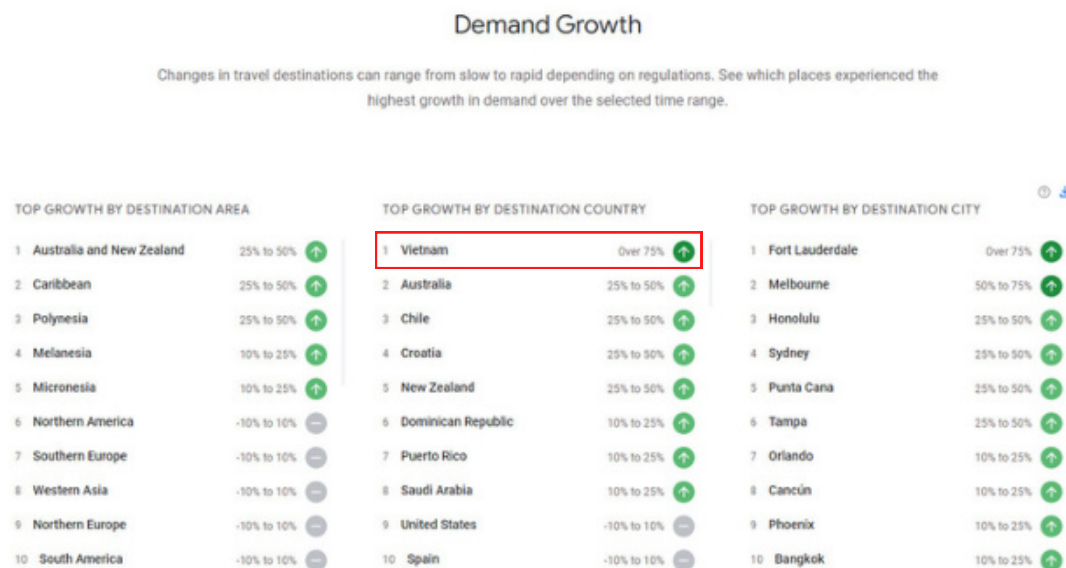 Demand Growth
Changes in travel destinations can range from slow to rapid depending on regulations. See which places experienced the
highest growth in demand over the selected time range.
TOP GROWTH BY DESTINATION AREA
1 Australia and New Zealand 25% to 50%
2 Caribbean 25% to 50%
3 Polynesia 25% to 50%
4 Melanesia 10% to 25%
5 Micronesia 10% to 25%
6 Northern America -10% to 10%
7 Southern Europe -10% to 10%
8 Western Asia -10% to 10%
9 Northern Europe -10% to 10%
10 South America -10% to 10%
TOP GROWTH BY DESTINATION COUNTRY
1 Vietnam Over 75%
2 Australia 25% to 50%
3 Chile 25% to 50%
4 Croatia 25% to 50%
5 New Zealand 25% to 50%
6 Dominican Republic 10% to 25%
7 Puerto Rico 10% to 25%
8 Saudi Arabia 10% to 25%
9 United States -10% to 10%
10 Spain -10% to 10%
TOP GROWTH BY DESTINATION CITY
1 Fort Lauderdale Over 75%
2 Melbourne 50% to 75%
3 Honolulu 25% to 50%
4 Sydney 25% to 50%
5 Punta Cana 25% to 50%
6 Tampa 25% to 50%
7 Orlando 10% to 25%
8 Cancún 10% to 25%
9 Phoenix 10% to 25%
10 Bangkok 10% to 25%